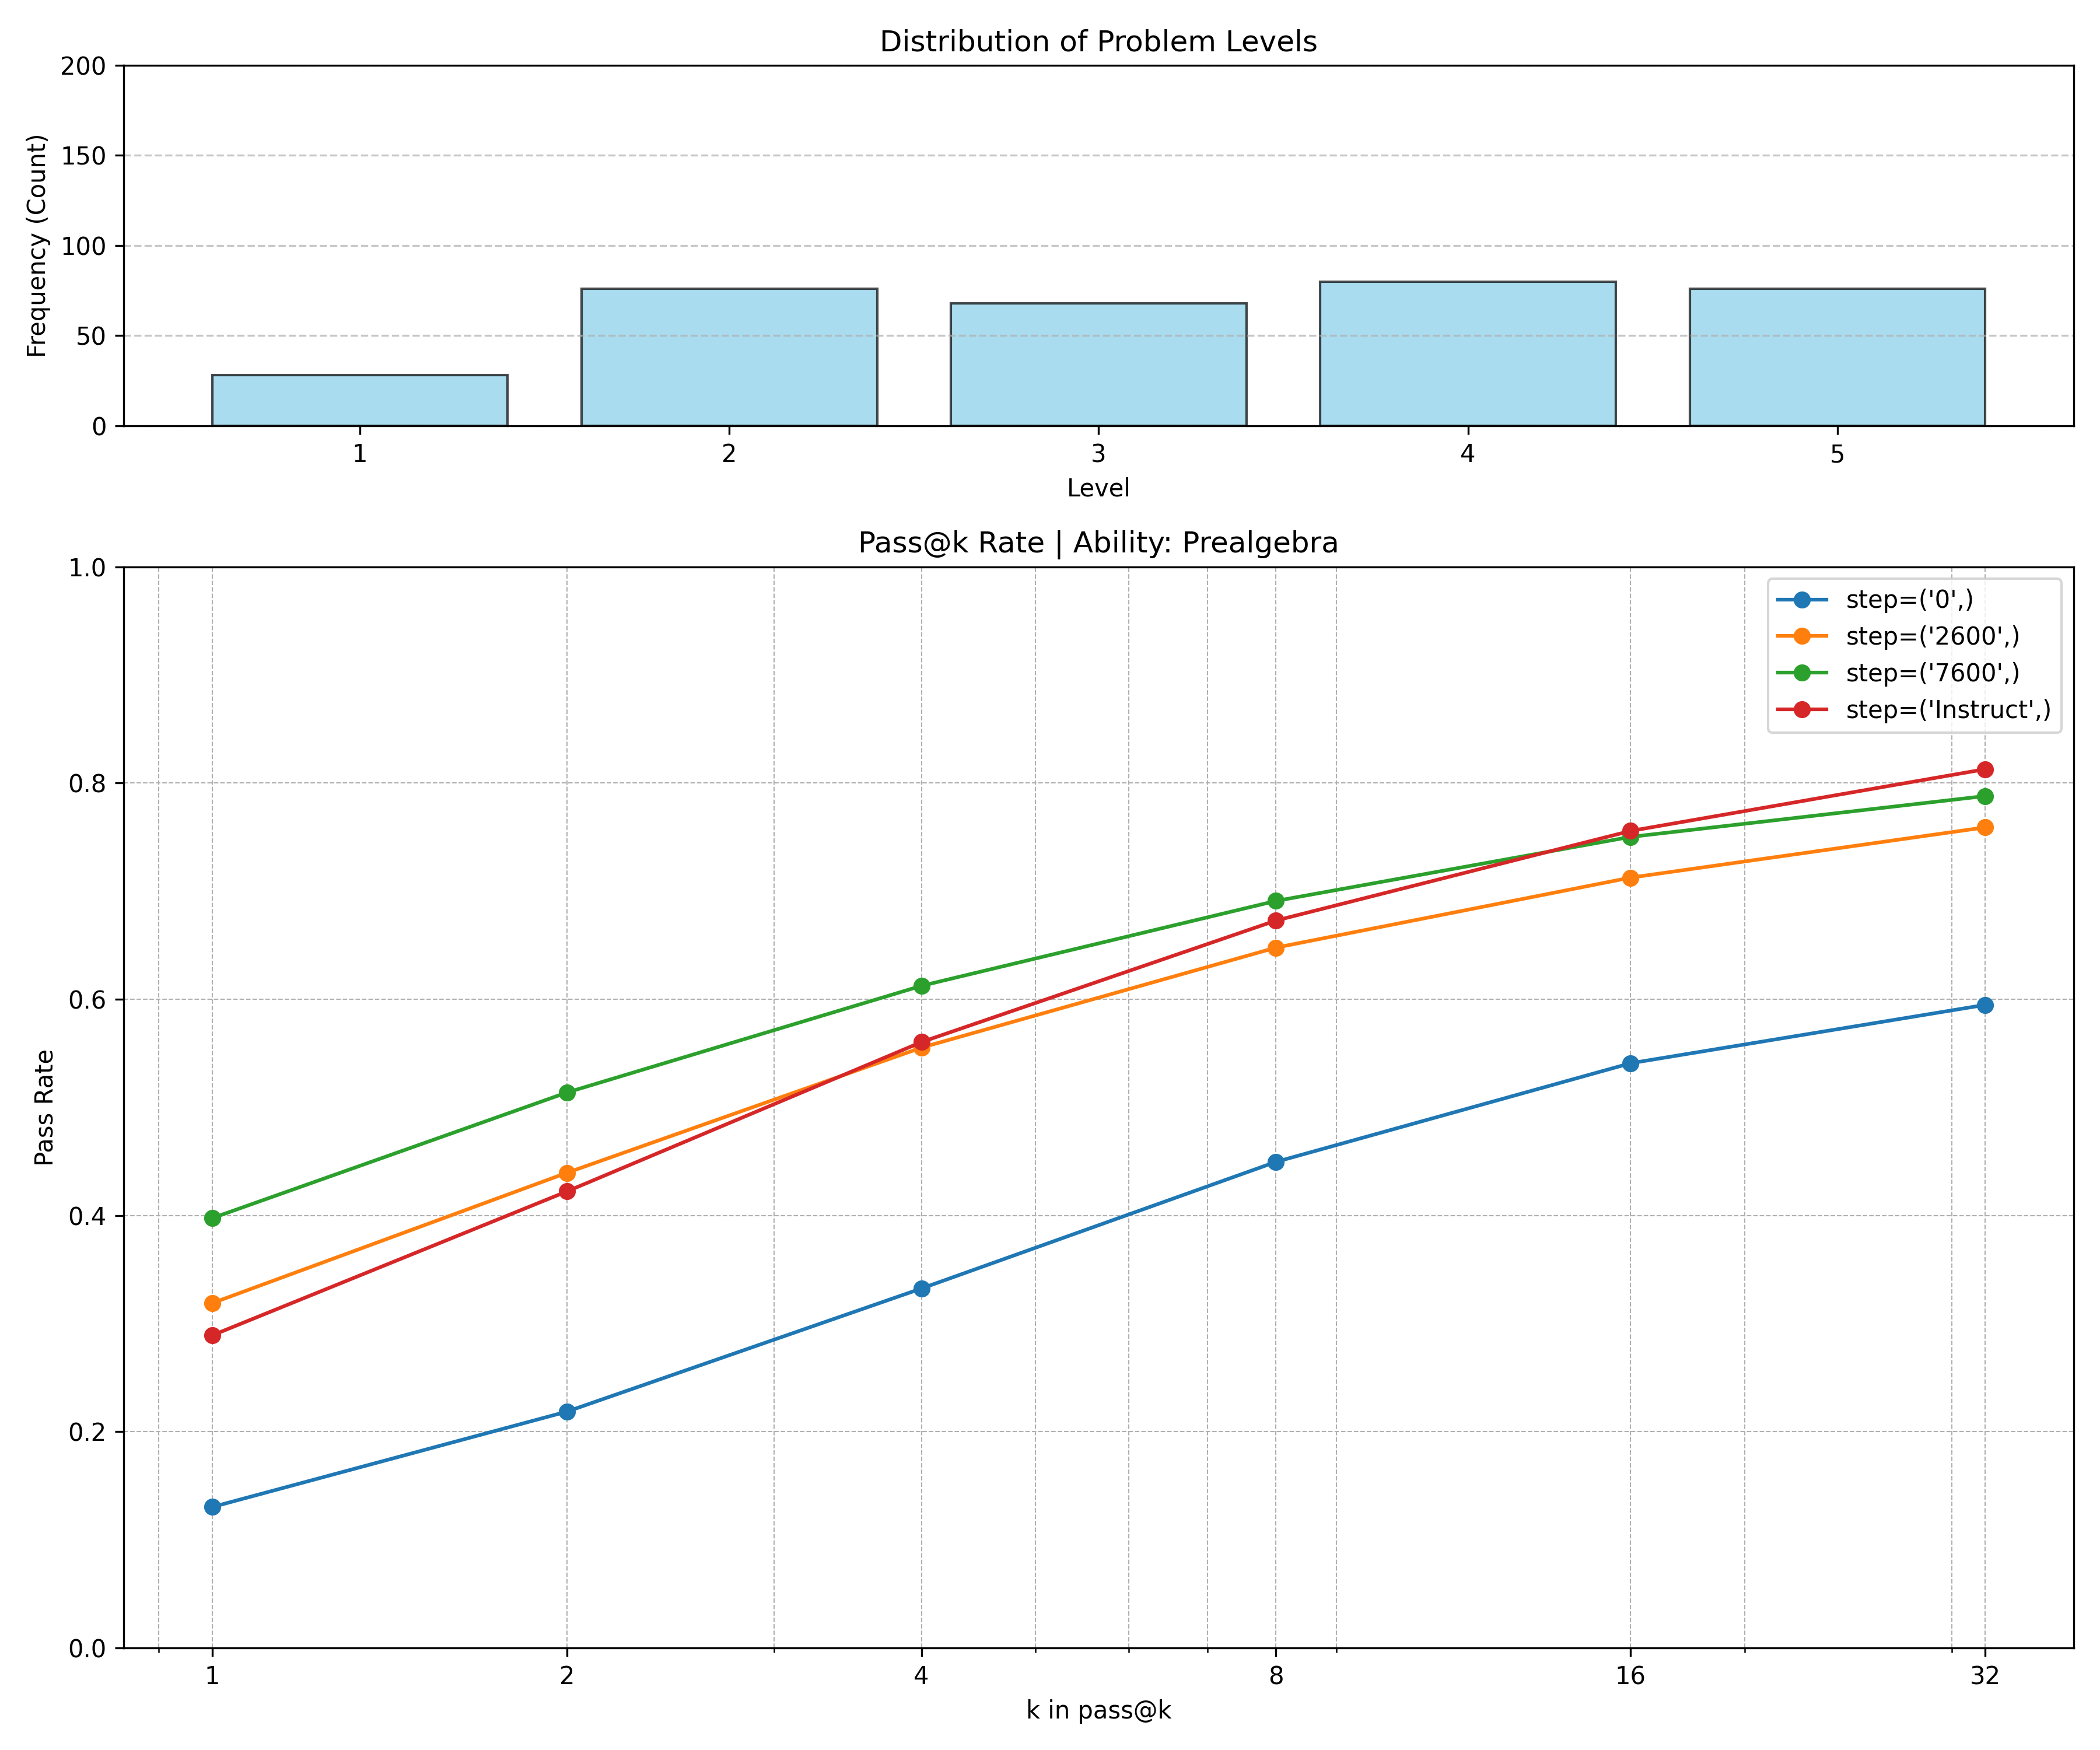 Distribution of Problem Levels
200
150
100
50
0
Frequency (Count)
1 2 3 4 5
Level
Pass@k Rate | Ability: Prealgebra
1.0
0.8
0.6
0.4
0.2
0.0
Pass Rate
step=('0',)
step=('2600',)
step=('7600',)
step=('Instruct',)
1 2 4 8 16 32
k in pass@k